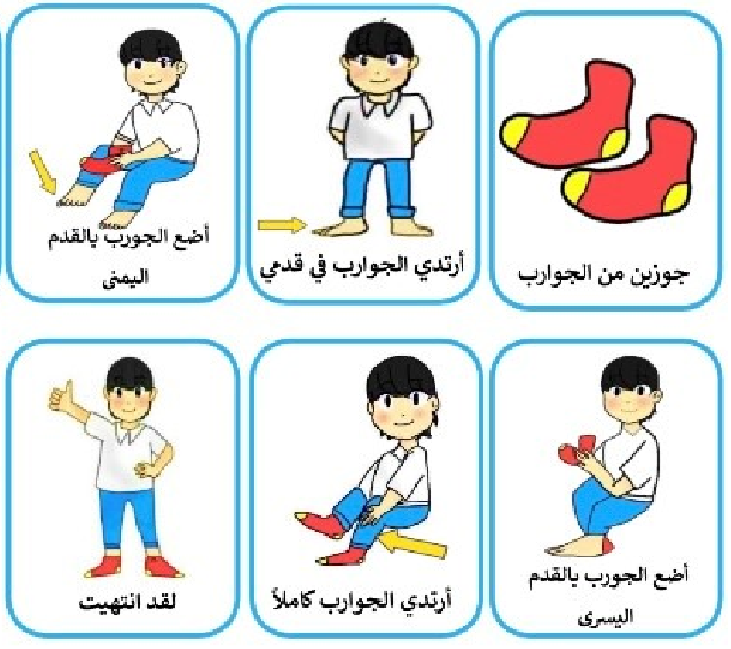 جوزين من الجوارب
أرتدي الجوارب في قدمي
أضع الجورب بالقدم
اليمنى
أضع الجورب بالقدم
اليسرى
أرتدي الجوارب كاملاً
لقد انتهيت